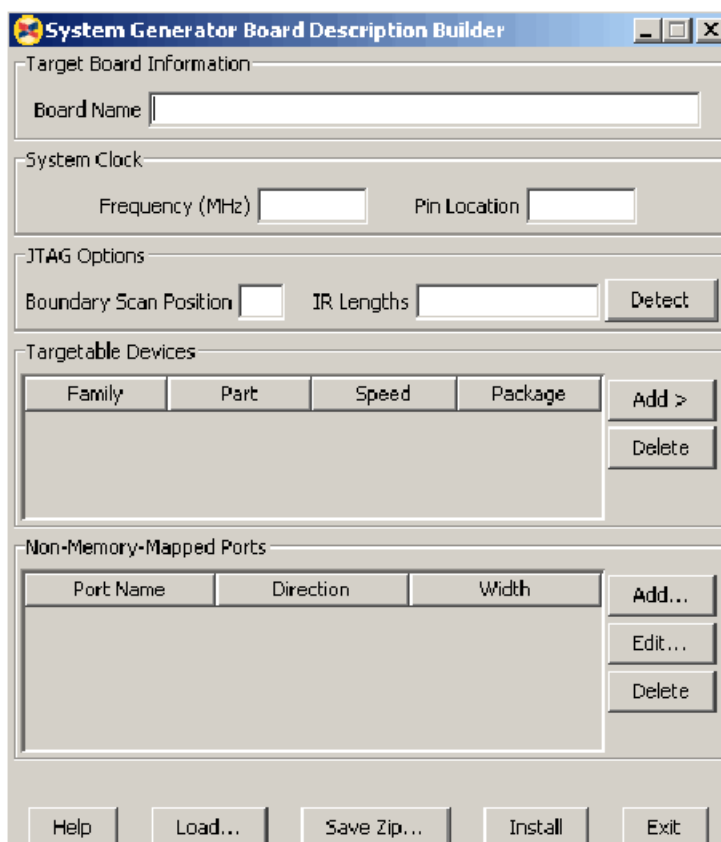 System Generator Board Description Builder
Target Board Information
Board Name
System Clock
Frequency (MHz) Pin Location
JTAG Options
Boundary Scan Position IR Lengths Detect
Targetable Devices
Family Part Speed Package Add >
Delete
Non-Memory-Mapped Ports
Port Name Direction Width Add...
Edit...
Delete
Help Load... Save Zip... Install Exit